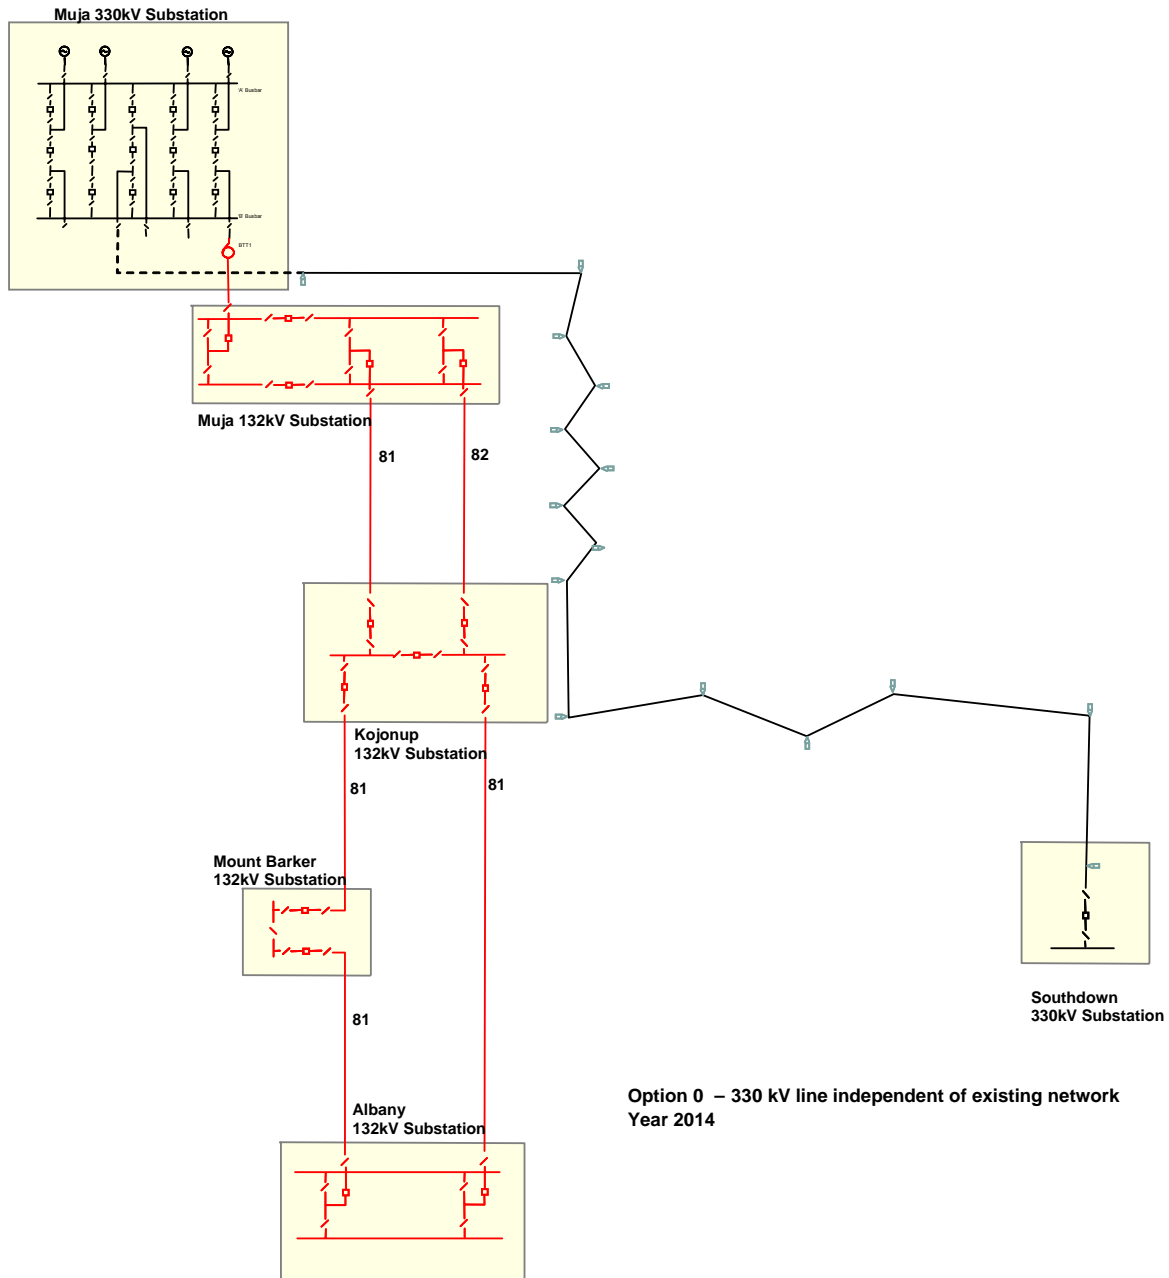 Muja 330kV Substation
'A' Busbar
'B' Busbar
BTT1
Muja 132kV Substation
81
82
Kojonup
132kV Substation
81
81
Mount Barker
132kV Substation
81
Southdown
330kV Substation
Option 0 – 330 kV line independent of existing network
Year 2014
Albany
132kV Substation